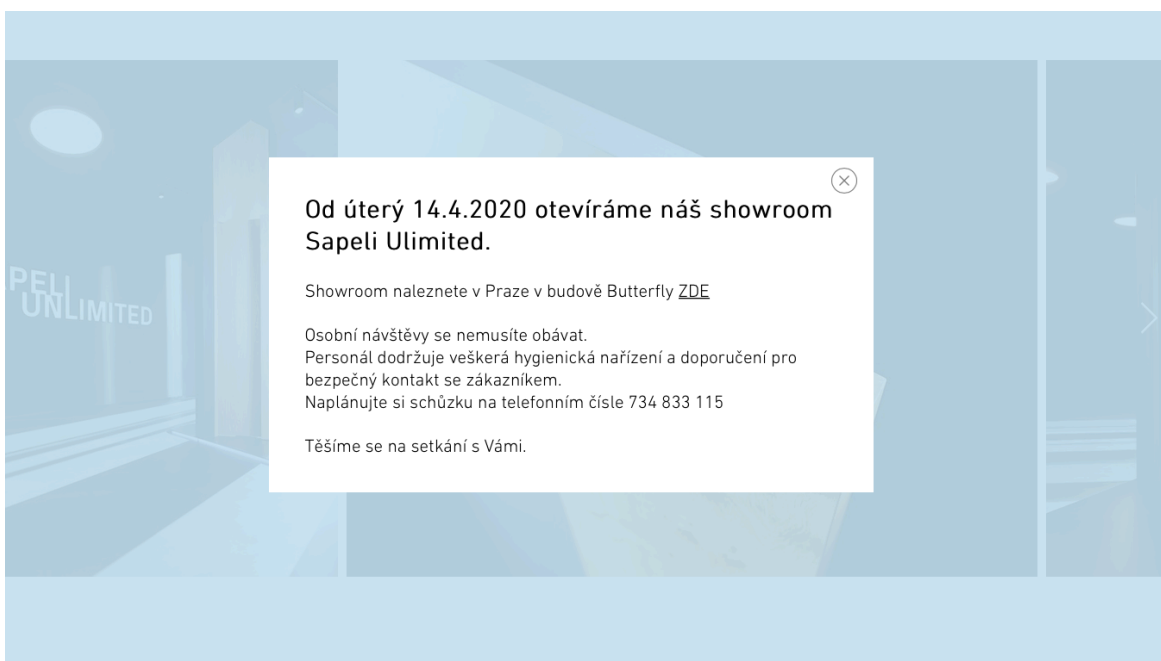 PELI
UNLIMITED
Od úterý 14.4.2020 otevíráme náš showroom
Sapeli Ulimited.
Showroom naleznete v Praze v budově Butterfly ZDE
Osobní návštěvy se nemusíte obávat.
Personál dodržuje veškerá hygienická nařízení a doporučení pro
bezpečný kontakt se zákazníkem.
Naplánujte si schůzku na telefonním čísle 734 833 115
Těšíme se na setkání s Vámi.